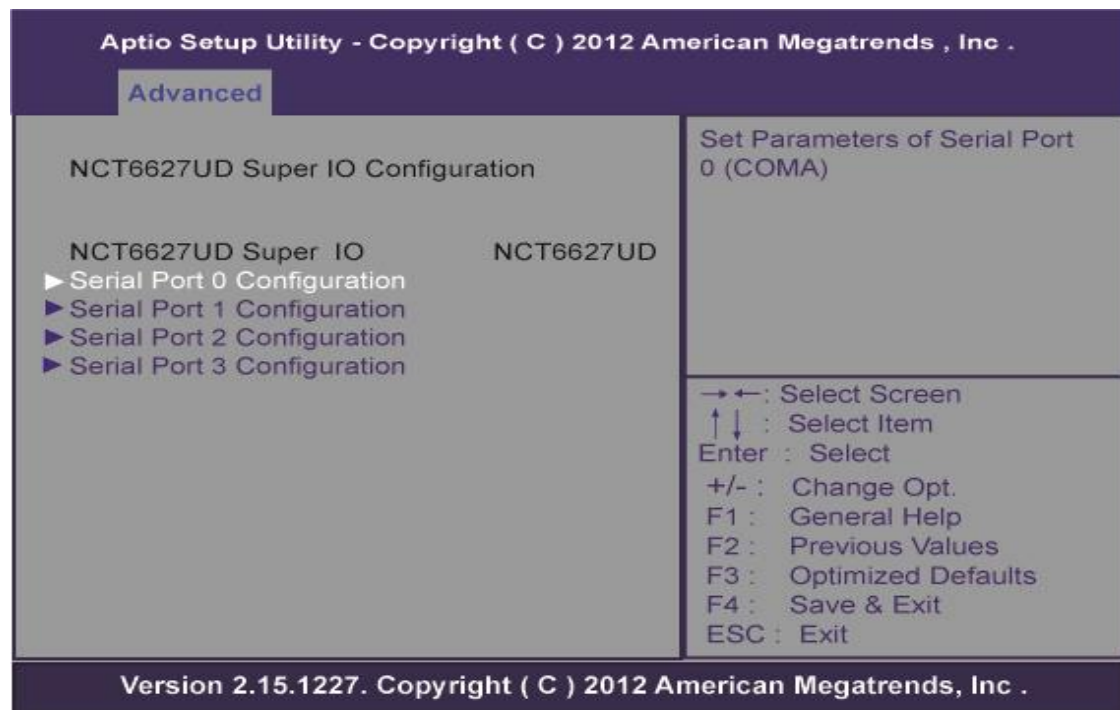 Aptio Setup Utility - Copyright ( C ) 2012 American Megatrends , Inc .
Advanced
NCT6627UD Super IO Configuration
NCT6627UD Super IO NCT6627UD
►Serial Port 0 Configuration
►Serial Port 1 Configuration
►Serial Port 2 Configuration
►Serial Port 3 Configuration
Set Parameters of Serial Port
0 (COMA)
→←: Select Screen
↑↓ : Select Item
Enter : Select
+/- : Change Opt.
F1 : General Help
F2 : Previous Values
F3 : Optimized Defaults
F4 : Save & Exit
ESC : Exit
Version 2.15.1227. Copyright ( C ) 2012 American Megatrends, Inc .